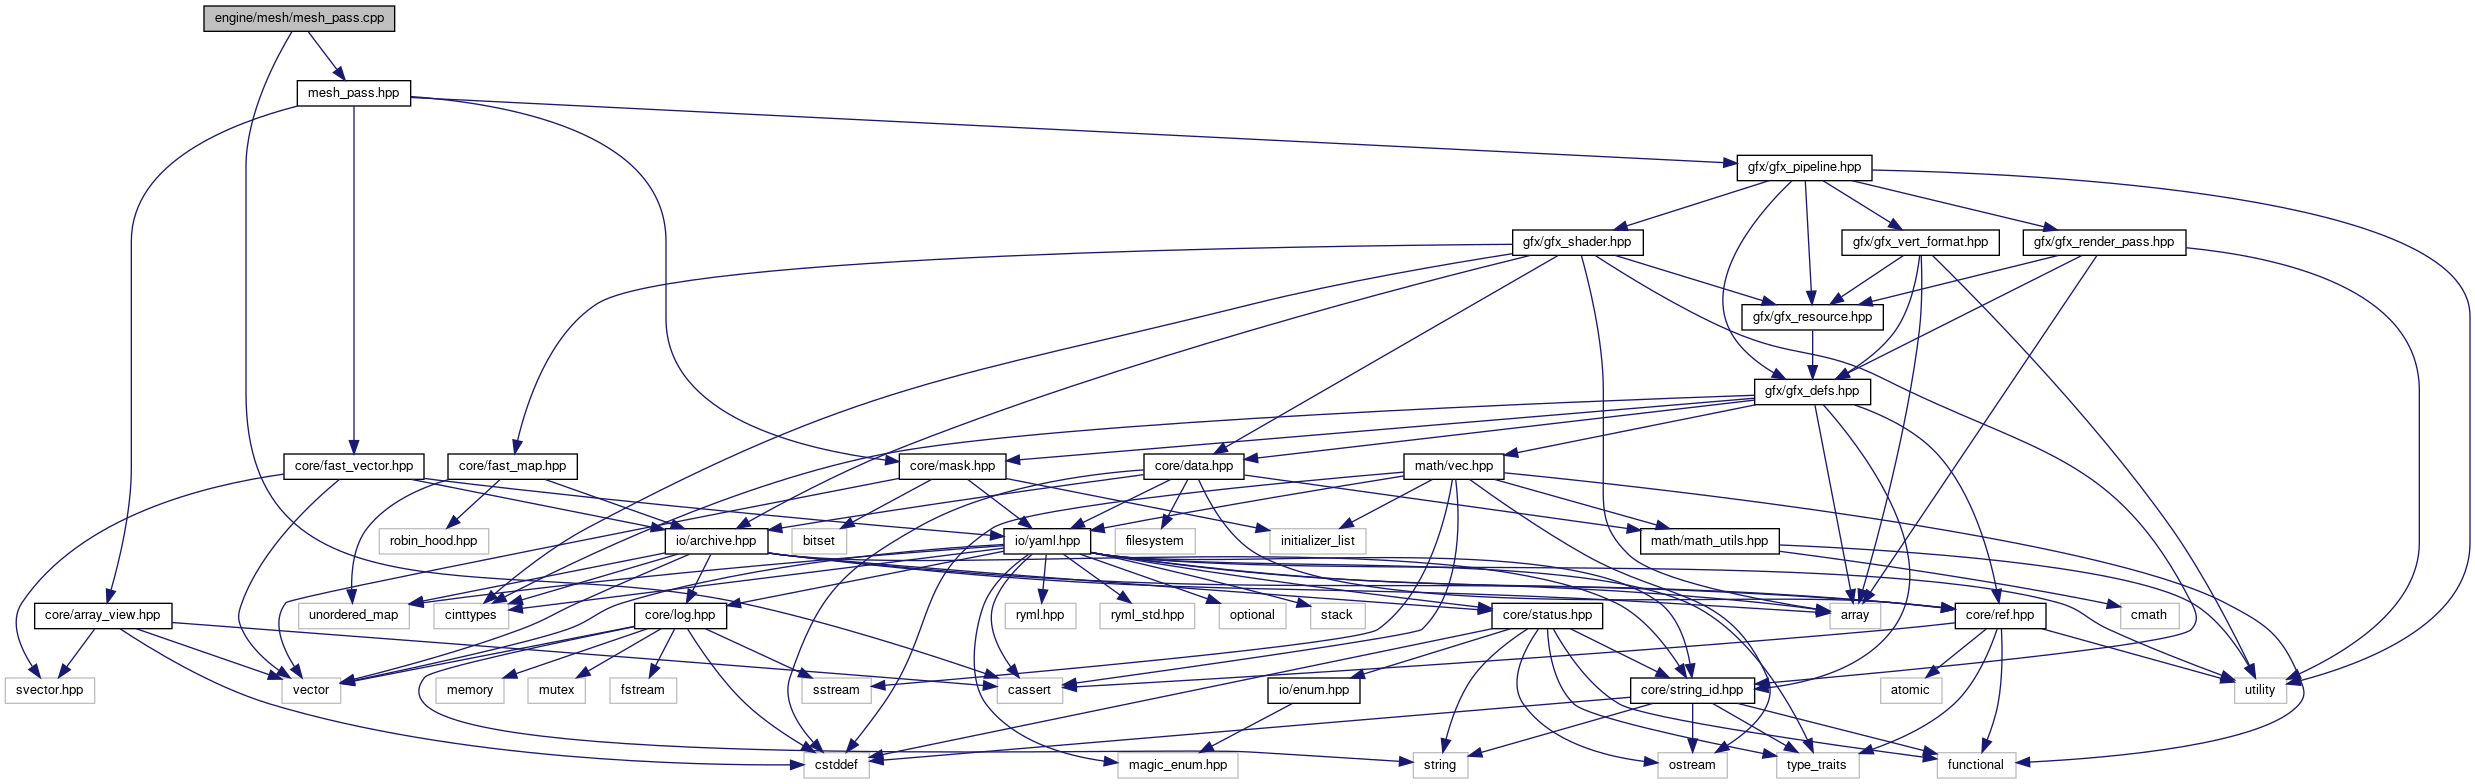 engine/mesh/mesh_pass.cpp
mesh_pass.hpp
gfx/gfx_pipeline.hpp
gfx/gfx_shader.hpp
gfx/gfx_vert_format.hpp
gfx/gfx_render_pass.hpp
gfx/gfx_resource.hpp
gfx/gfx_defs.hpp
core/fast_vector.hpp
core/fast_map.hpp
core/mask.hpp
core/data.hpp
math/vec.hpp
robin_hood.hpp
io/archive.hpp
bitset
io/yaml.hpp
filesystem
initializer_list
math/math_utils.hpp
core/array_view.hpp
unordered_map
cinttypes
core/log.hpp
ryml.hpp
ryml_std.hpp
optional
stack
core/status.hpp
array
core/ref.hpp
cmath
svector.hpp
vector
memory
mutex
fstream
sstream
cassert
io/enum.hpp
core/string_id.hpp
atomic
utility
cstddef
magic_enum.hpp
string
ostream
type_traits
functional